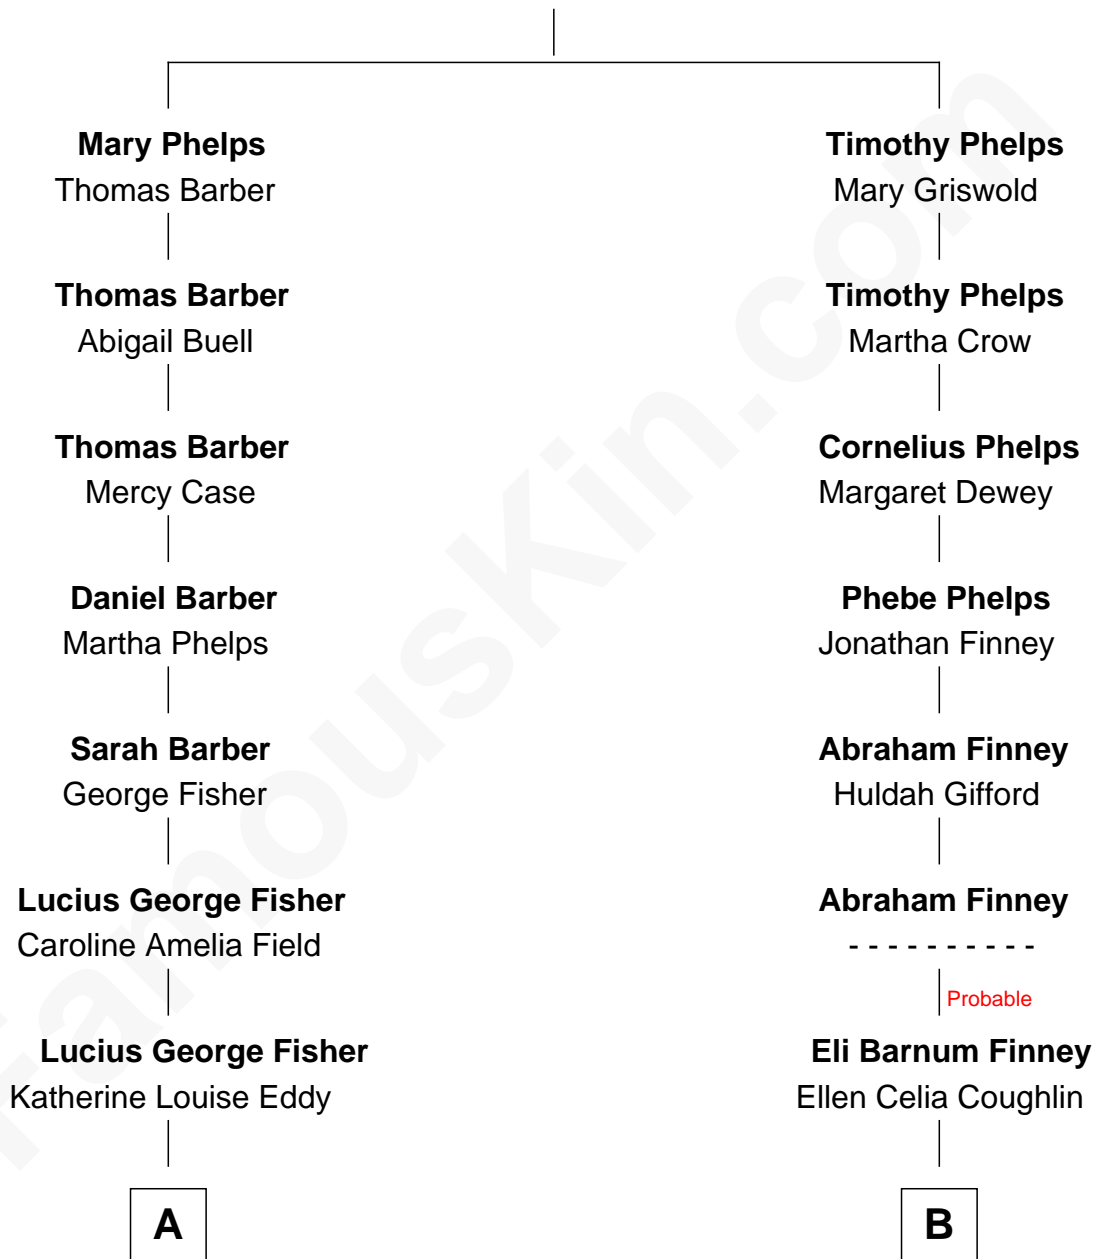 Mary Phelps
Thomas Barber
Thomas Barber
Abigail Buell
Thomas Barber
Mercy Case
Daniel Barber
Martha Phelps
Sarah Barber
George Fisher
Lucius George Fisher
Caroline Amelia Field
Lucius George Fisher
Katherine Louise Eddy
A
Timothy Phelps
Mary Griswold
Timothy Phelps
Martha Crow
Cornelius Phelps
Margaret Dewey
Phebe Phelps
Jonathan Finney
Abraham Finney
Huldah Gifford
Abraham Finney
- - - - - - - - - -
Probable
Eli Barnum Finney
Ellen Celia Coughlin
B
FamousKin.com